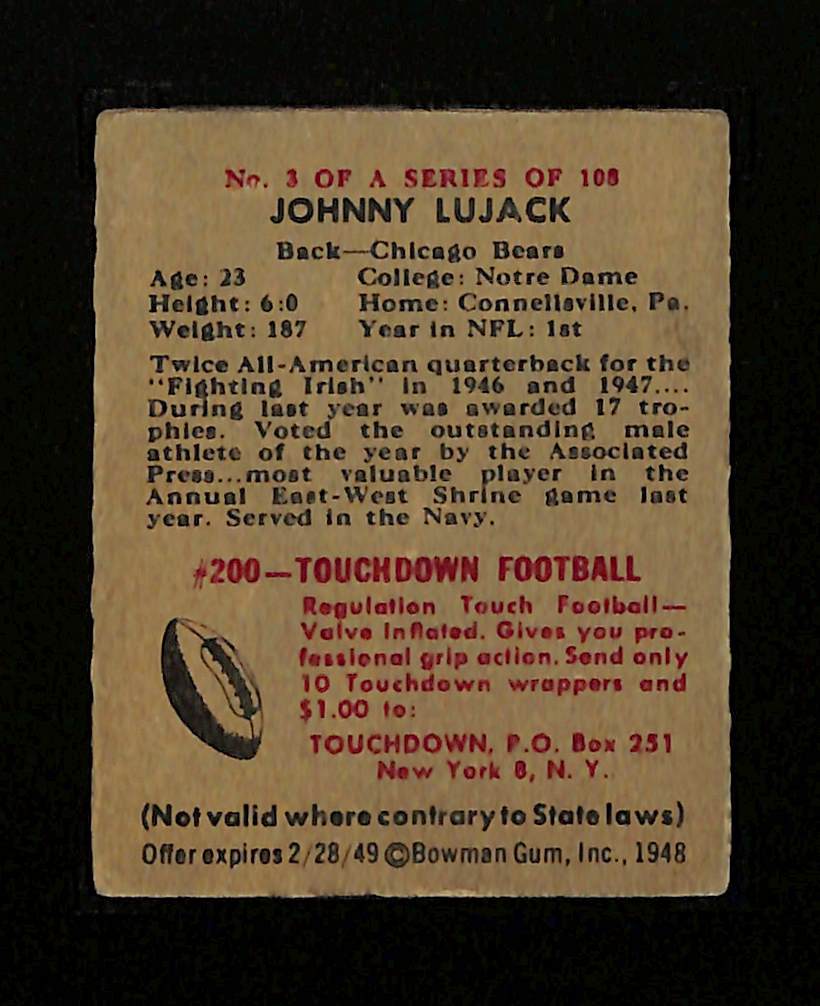 No. 3 OF A SERIES OF 108
JOHNNY LUJACK
Back—Chicago Bears
Age: 23 College: Notre Dame
Height: 6:0 Home: Connellsville, Pa.
Weight: 187 Year in NFL: 1st
Twice All-American quarterback for the
"Fighting Irish" in 1946 and 1947....
During last year was awarded 17 tro-
phies. Voted the outstanding male
athlete of the year by the Associated
Press...most valuable player in the
Annual East-West Shrine game last
year. Served in the Navy.
#200—TOUCHDOWN FOOTBALL
Regulation Touch Football—
Valve Inflated. Gives you pro-
fessional grip action. Send only
10 Touchdown wrappers and
$1.00 to:
TOUCHDOWN, P.O. Box 251
New York 8, N. Y.
(Not valid where contrary to State laws)
Offer expires 2/28/49 ©Bowman Gum, Inc., 1948